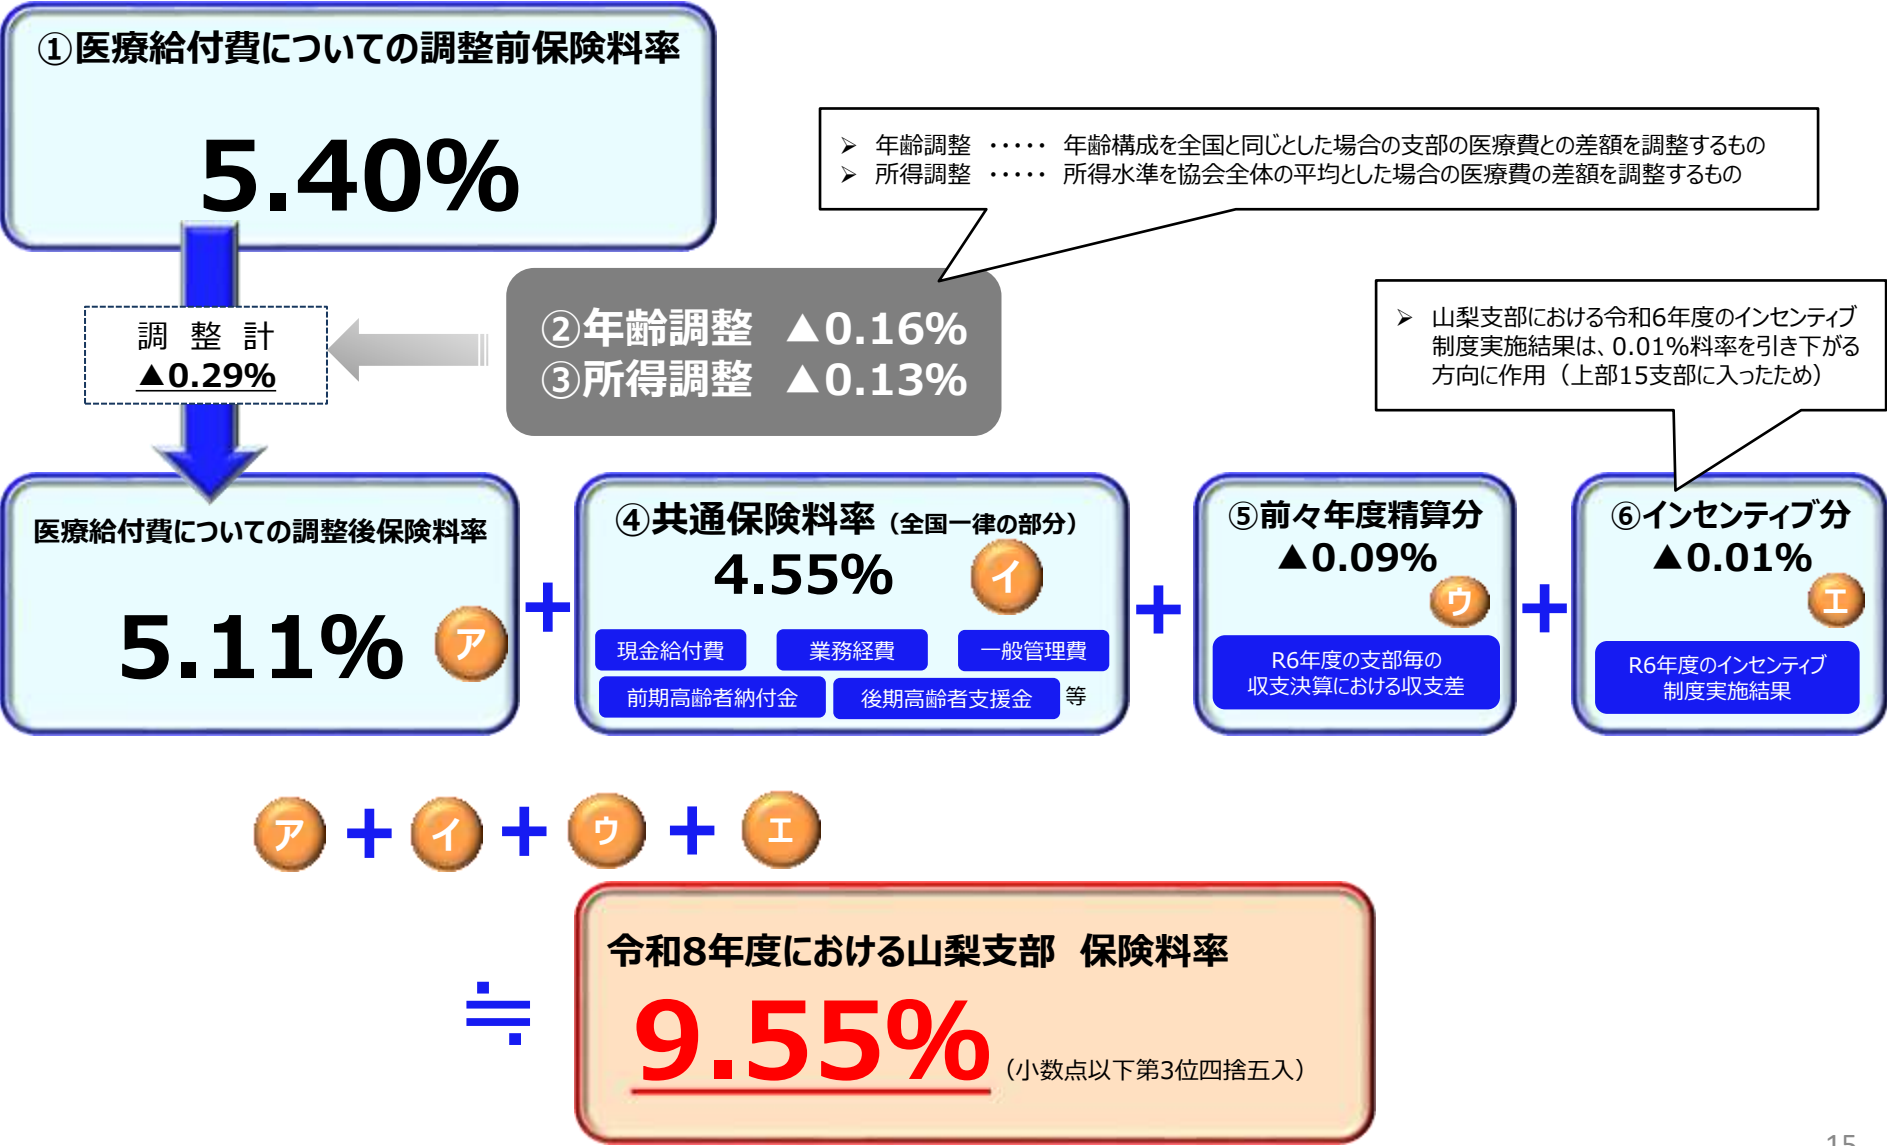 ①医療給付費についての調整前保険料率
5.40%
➢ 年齢調整 ・・・・・ 年齢構成を全国と同じとした場合の支部の医療費との差額を調整するもの
➢ 所得調整 ・・・・・ 所得水準を協会全体の平均とした場合の医療費の差額を調整するもの
調 整 計
▲0.29%
②年齢調整 ▲0.16%
③所得調整 ▲0.13%
➢ 山梨支部における令和6年度のインセンティブ
制度実施結果は、0.01%料率を引き下がる
方向に作用（上部15支部に入ったため）
医療給付費についての調整後保険料率
5.11%
ア
+
④共通保険料率（全国一律の部分）
4.55%
イ
現金給付費 業務経費 一般管理費
前期高齢者納付金 後期高齢者支援金 等
+
⑤前々年度精算分
▲0.09%
ウ
R6年度の支部毎の
収支決算における収支差
+
⑥インセンティブ分
▲0.01%
エ
R6年度のインセンティブ
制度実施結果
ア + イ + ウ + エ
≒
令和8年度における山梨支部 保険料率
9.55%（小数点以下第3位四捨五入）
15